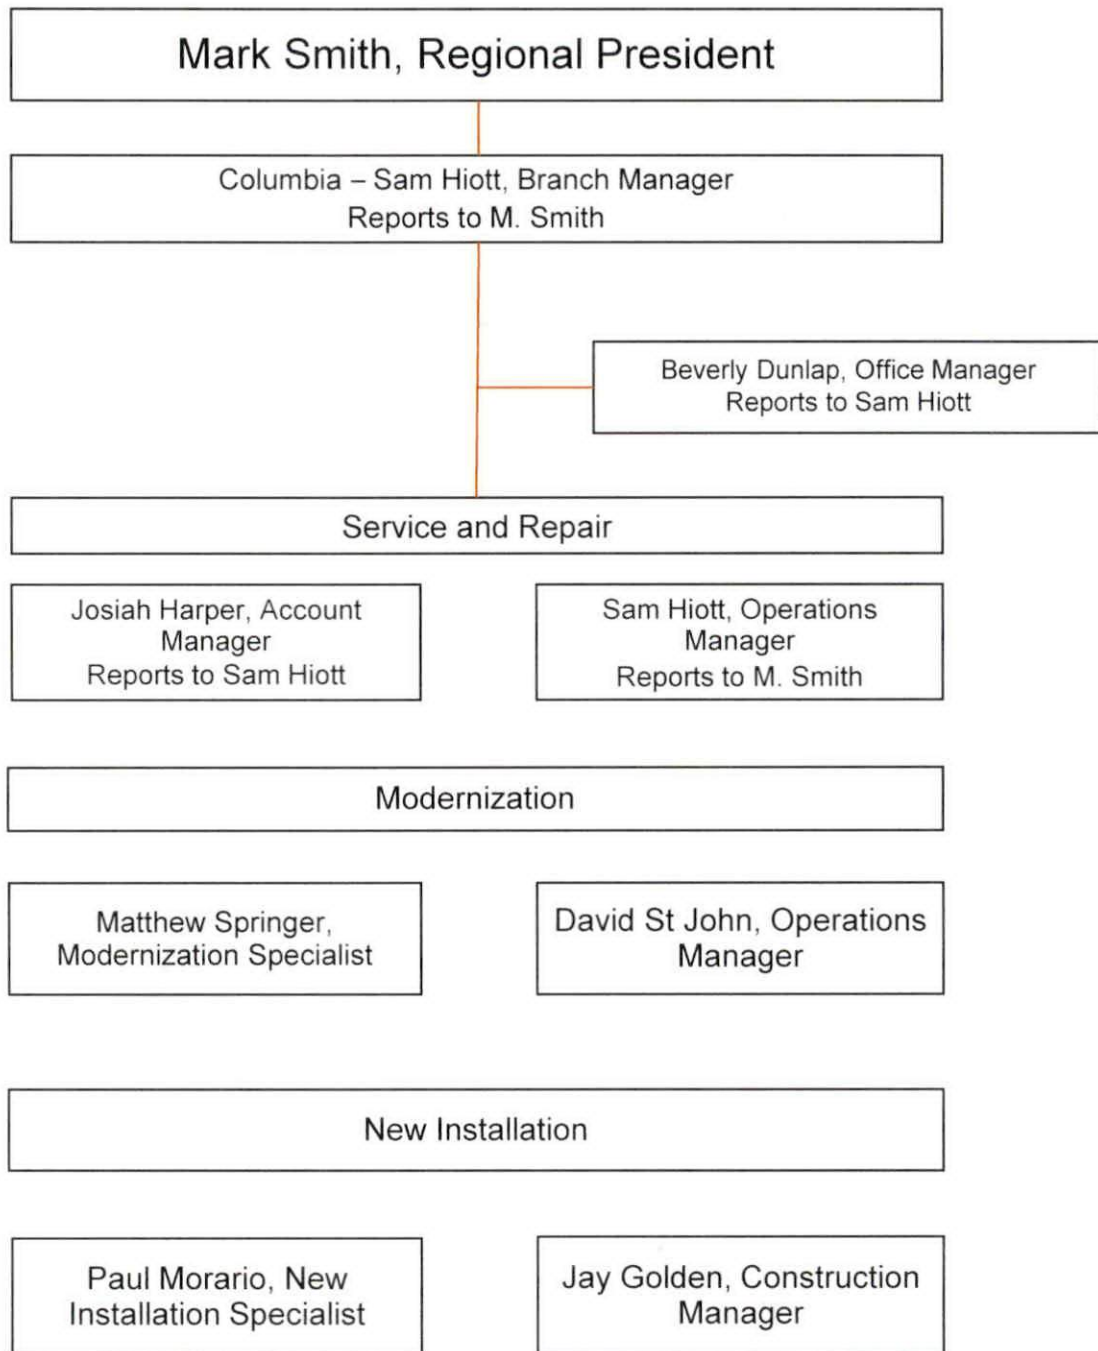 Mark Smith, Regional President
Columbia – Sam Hiott, Branch Manager
Reports to M. Smith
Beverly Dunlap, Office Manager
Reports to Sam Hiott
Service and Repair
Josiah Harper, Account
Manager
Reports to Sam Hiott
Sam Hiott, Operations
Manager
Reports to M. Smith
Modernization
Matthew Springer,
Modernization Specialist
David St John, Operations
Manager
New Installation
Paul Morario, New
Installation Specialist
Jay Golden, Construction
Manager